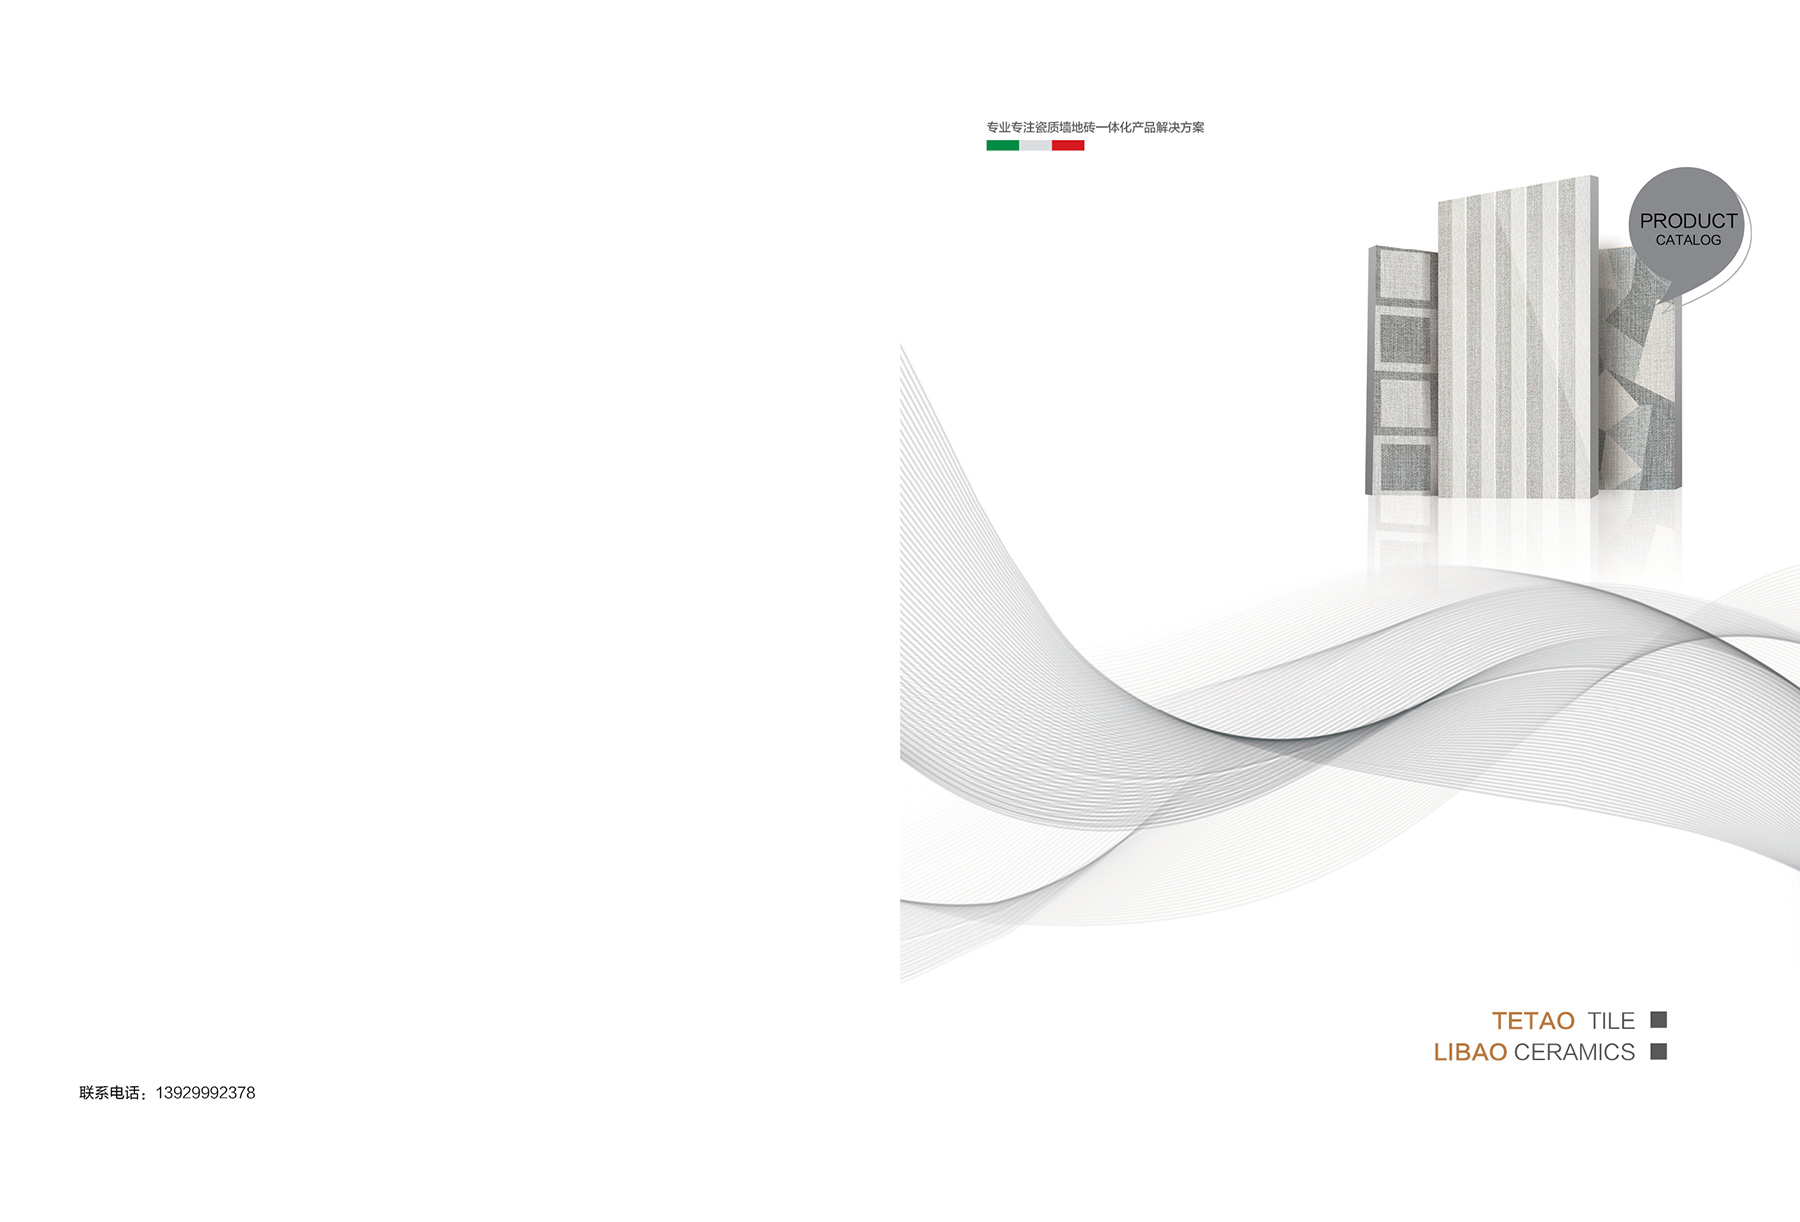 专业专注瓷质墙地砖一体化产品解决方案
PRODUCT
CATALOG
TETAO TILE
LIBAO CERAMICS
联系电话：13929992378